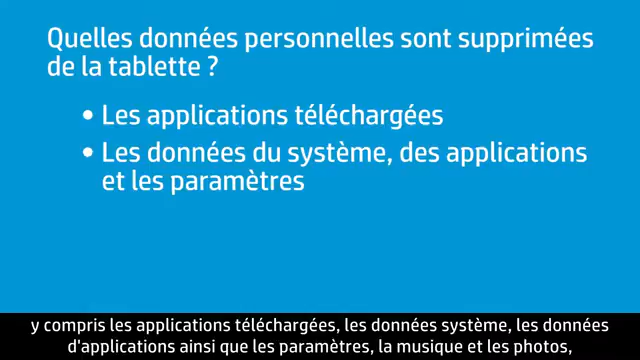 Quelles données personnelles sont supprimées
de la tablette ?
• Les applications téléchargées
• Les données du système, des applications
et les paramètres
y compris les applications téléchargées, les données système, les données
d'applications ainsi que les paramètres, la musique et les photos,